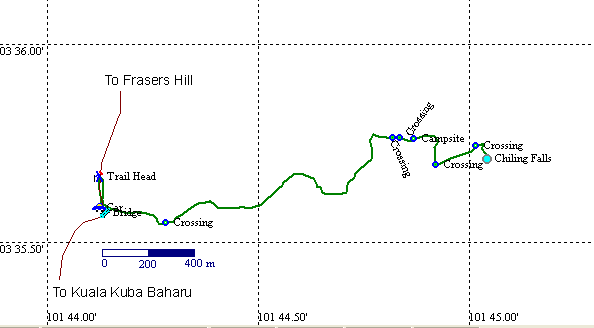 03 36.00'
To Frasers Hill
Crossing
Campsite
Crossing
Crossing
Chiling Falls
Crossing
Trail Head
Car
Bridge
Crossing
03 35.50'
0 200 400 m
To Kuala Kuba Baharu
101 44.00' 101 44.50' 101 45.00'